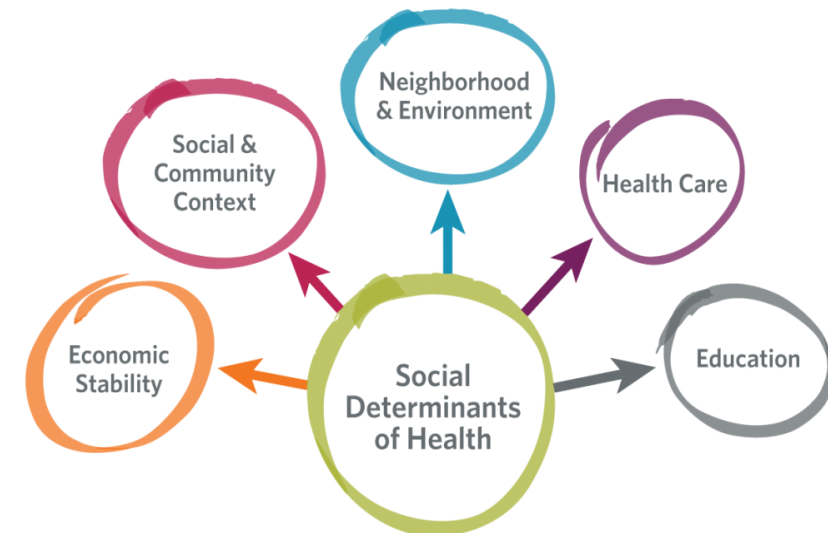 Neighborhood
& Environment
Social &
Community
Context
Health Care
Economic
Stability
Education
Social
Determinants
of Health